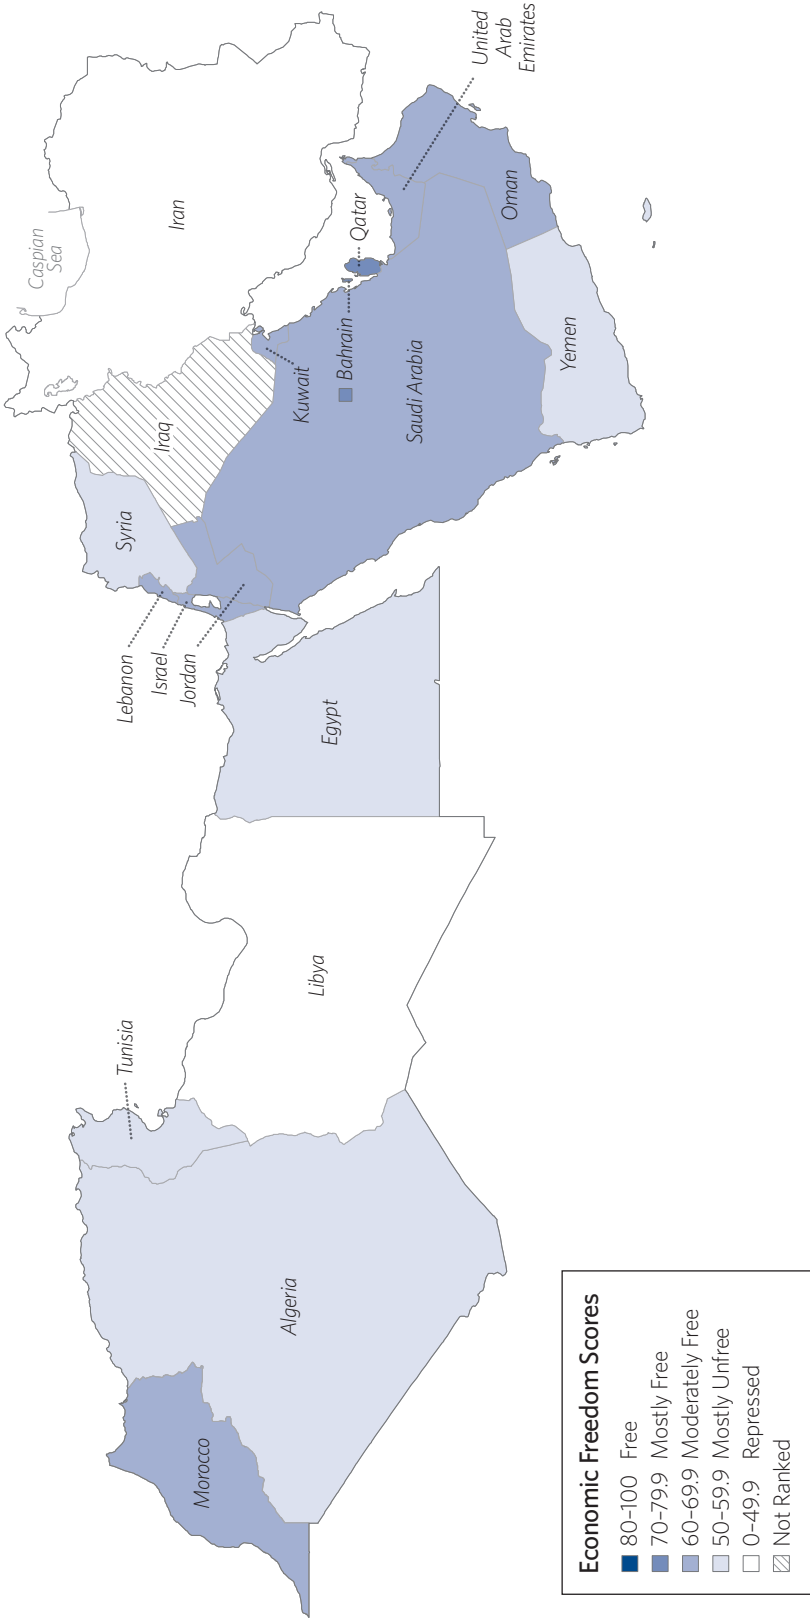 Economic Freedom Scores
80–100 Free
70–79.9 Mostly Free
60–69.9 Moderately Free
50–59.9 Mostly Unfree
0–49.9 Repressed
Not Ranked
Morocco
Algeria
Tunisia
Libya
Egypt
Lebanon
Israel
Jordan
Syria
Iraq
Kuwait
Bahrain
Saudi Arabia
Yemen
Caspian
Sea
Iran
Qatar
Oman
United
Arab
Emirates